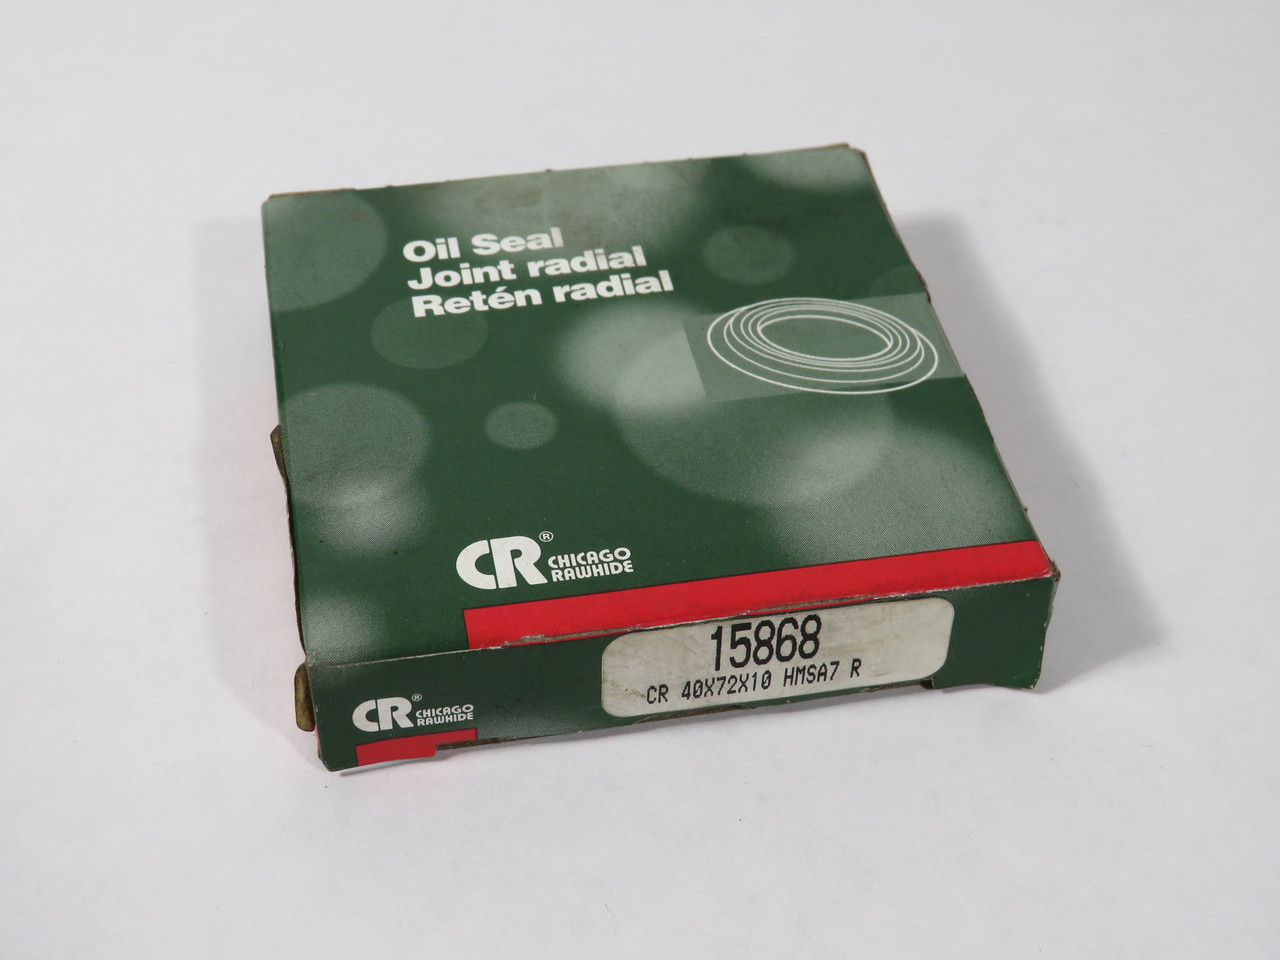 Oil Seal
Joint radial
Retén radial
CR® CHICAGO
RAWHIDE
15868
CR 40X72X10 HMSA7 R
CR® CHICAGO
RAWHIDE